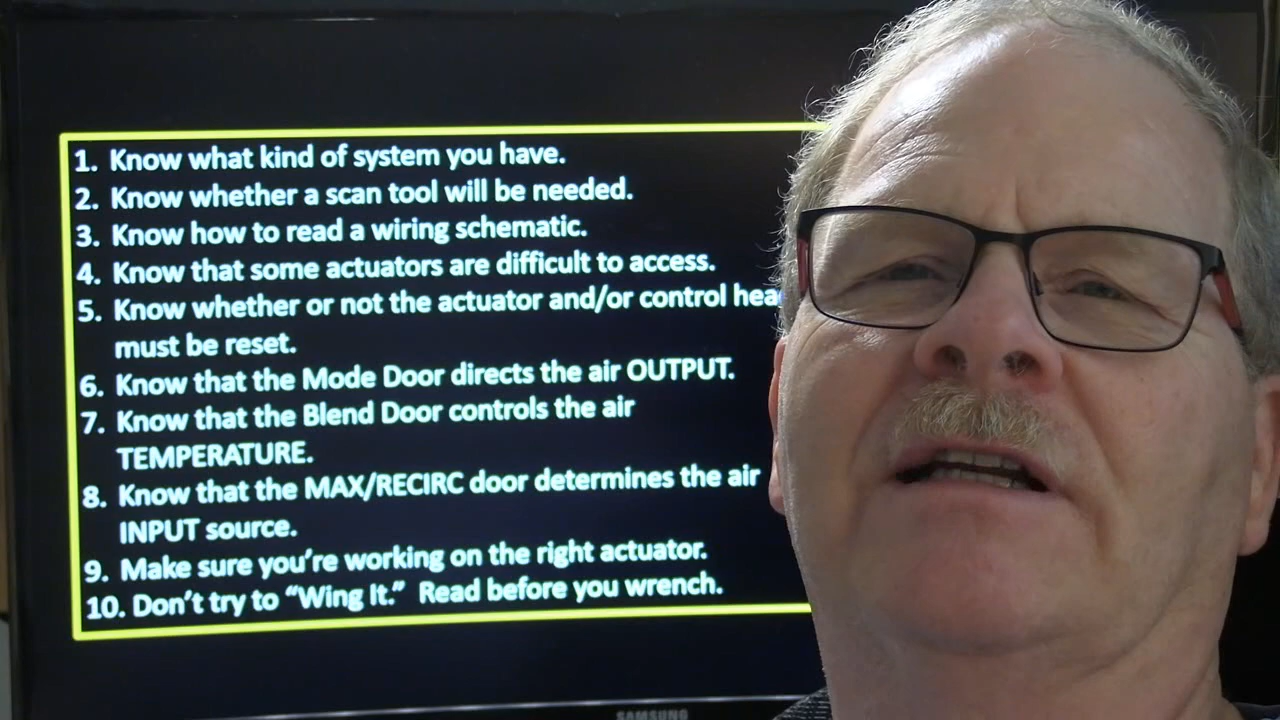 1. Know what kind of system you have.
2. Know whether a scan tool will be needed.
3. Know how to read a wiring schematic.
4. Know that some actuators are difficult to access.
5. Know whether or not the actuator and/or control hea
must be reset.
6. Know that the Mode Door directs the air OUTPUT.
7. Know that the Blend Door controls the air
TEMPERATURE.
8. Know that the MAX/RECIRC door determines the air
INPUT source.
9. Make sure you're working on the right actuator.
10. Don't try to “Wing It.” Read before you wrench.
SAMSUNG